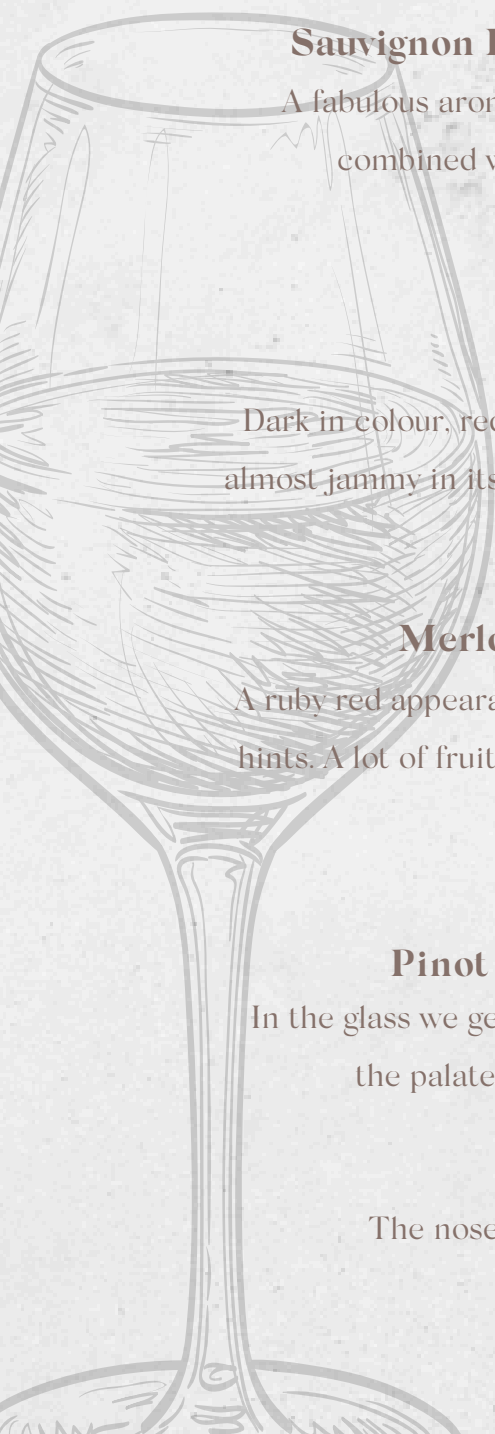 Sauvignon
A fabulous aro
combined w
Dark in colour, re
almost jammy in its
Merlo
A ruby red appeara
hints. A lot of fruit
Pinot
In the glass we ge
the palate
The nose